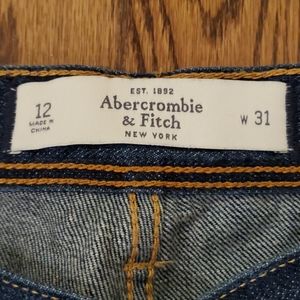 EST. 1892
Abercrombie
& Fitch
NEW YORK
12
MADE IN
CHINA
W 31